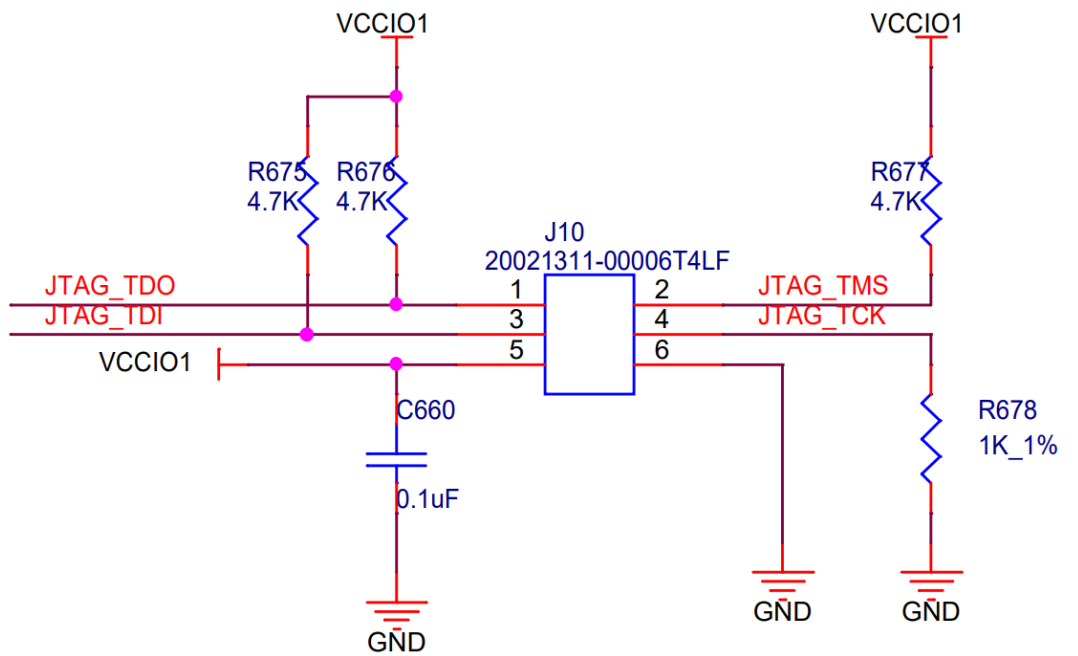 VCCIO1
VCCIO1
R675
R676
R677
4.7K
4.7K
4.7K
J10
20021311-00006T4LF
JTAG_TDO
1
2
JTAG_TMS
JTAG_TDI
3
4
JTAG_TCK
VCCIO1
5
6
C660
R678
1K_1%
0.1uF
GND
GND
GND